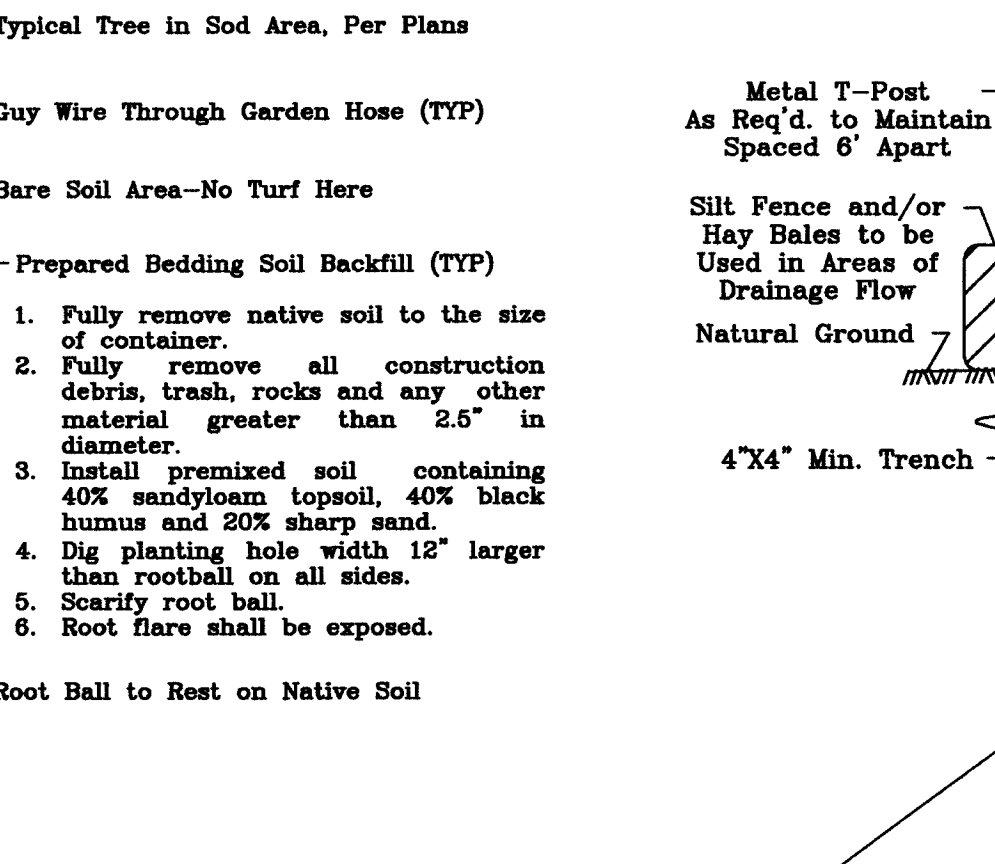 Typical Tree in Sod Area, Per Plans
Guy Wire Through Garden Hose (TYP)
Bare Soil Area-No Turf Here
Prepared Bedding Soil Backfill (TYP)
1. Fully remove native soil to the size
of container.
2. Fully remove all construction
debris, trash, rocks and any other
material greater than 2.5" in
diameter.
3. Install premixed soil containing
40% sandyloam topsoil, 40% black
humus and 20% sharp sand.
4. Dig planting hole width 12" larger
than rootball on all sides.
5. Scarify root ball.
6. Root flare shall be exposed.
Root Ball to Rest on Native Soil
Metal T-Post
As Req'd. to Maintain
Spaced 6' Apart
Silt Fence and/or
Hay Bales to be
Used in Areas of
Drainage Flow
Natural Ground
4"X4" Min. Trench